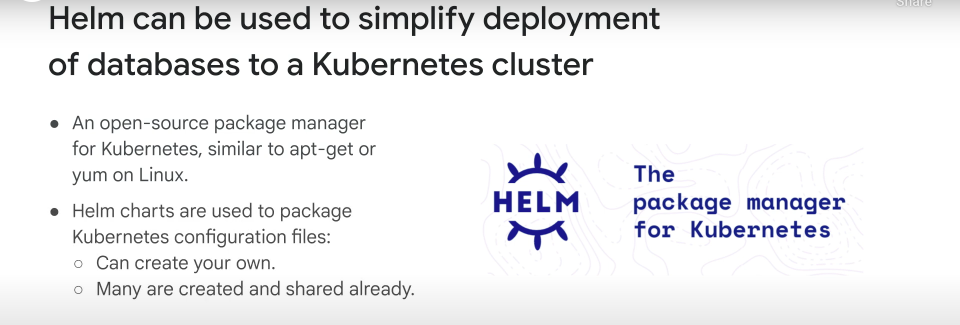 Share
Helm can be used to simplify deployment
of databases to a Kubernetes cluster
● An open-source package manager
for Kubernetes, similar to apt-get or
yum on Linux.
● Helm charts are used to package
Kubernetes configuration files:
○ Can create your own.
○ Many are created and shared already.
HELM
The
package manager
for Kubernetes